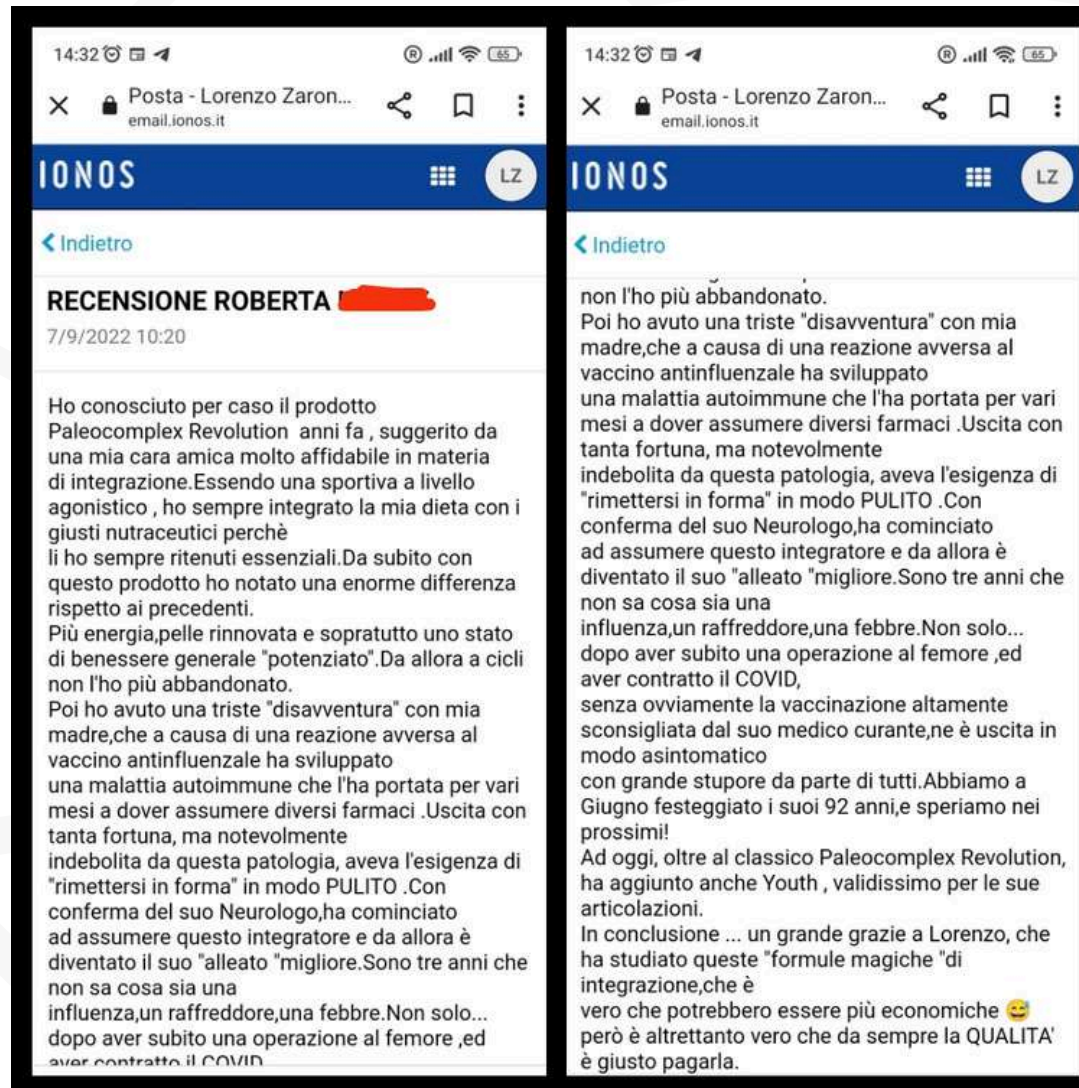 14:32
R
65
Posta - Lorenzo Zaron...
email.ionos.it
IONOS
LZ
Indietro
RECENSIONE ROBERTA
7/9/2022 10:20
Ho conosciuto per caso il prodotto
Paleocomplex Revolution anni fa , suggerito da
una mia cara amica molto affidabile in materia
di integrazione.Essendo una sportiva a livello
agonistico , ho sempre integrato la mia dieta con i
giusti nutraceutici perchè
li ho sempre ritenuti essenziali.Da subito con
questo prodotto ho notato una enorme differenza
rispetto ai precedenti.
Più energia,pelle rinnovata e sopratutto uno stato
di benessere generale "potenziato".Da allora a cicli
non l'ho più abbandonato.
Poi ho avuto una triste "disavventura" con mia
madre,che a causa di una reazione avversa al
vaccino antinfluenzale ha sviluppato
una malattia autoimmune che l'ha portata per vari
mesi a dover assumere diversi farmaci .Uscita con
tanta fortuna, ma notevolmente
indebolita da questa patologia, aveva l'esigenza di
"rimettersi in forma" in modo PULITO .Con
conferma del suo Neurologo,ha cominciato
ad assumere questo integratore e da allora è
diventato il suo "alleato "migliore.Sono tre anni che
non sa cosa sia una
influenza,un raffreddore,una febbre.Non solo...
dopo aver subito una operazione al femore ,ed
aver contratto il COVID
14:32
R
65
Posta - Lorenzo Zaron...
email.ionos.it
IONOS
LZ
Indietro
non l'ho più abbandonato.
Poi ho avuto una triste "disavventura" con mia
madre,che a causa di una reazione avversa al
vaccino antinfluenzale ha sviluppato
una malattia autoimmune che l'ha portata per vari
mesi a dover assumere diversi farmaci .Uscita con
tanta fortuna, ma notevolmente
indebolita da questa patologia, aveva l'esigenza di
"rimettersi in forma" in modo PULITO .Con
conferma del suo Neurologo,ha cominciato
ad assumere questo integratore e da allora è
diventato il suo "alleato "migliore.Sono tre anni che
non sa cosa sia una
influenza,un raffreddore,una febbre.Non solo...
dopo aver subito una operazione al femore ,ed
aver contratto il COVID,
senza ovviamente la vaccinazione altamente
sconsigliata dal suo medico curante,ne è uscita in
modo asintomatico
con grande stupore da parte di tutti.Abbiamo a
Giugno festeggiato i suoi 92 anni,e speriamo nei
prossimi!
Ad oggi, oltre al classico Paleocomplex Revolution,
ha aggiunto anche Youth , validissimo per le sue
articolazioni.
In conclusione ... un grande grazie a Lorenzo, che
ha studiato queste "formule magiche "di
integrazione,che è
vero che potrebbero essere più economiche 😅
però è altrettanto vero che da sempre la QUALITA'
è giusto pagarla.